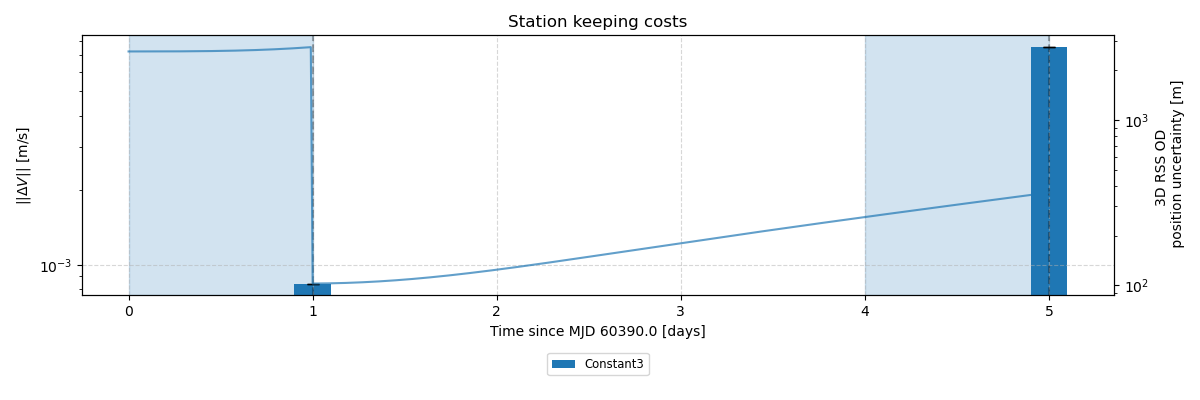 Station keeping costs
||ΔV|| [m/s]
10⁻³
10³
10²
3D RSS OD
position uncertainty [m]
0 1 2 3 4 5
Time since MJD 60390.0 [days]
Constant3